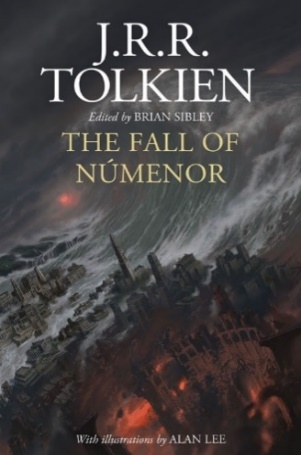 J.R.R.
TOLKIEN
Edited by BRIAN SIBLEY
THE FALL OF
NÚMENOR
With illustrations by ALAN LEE